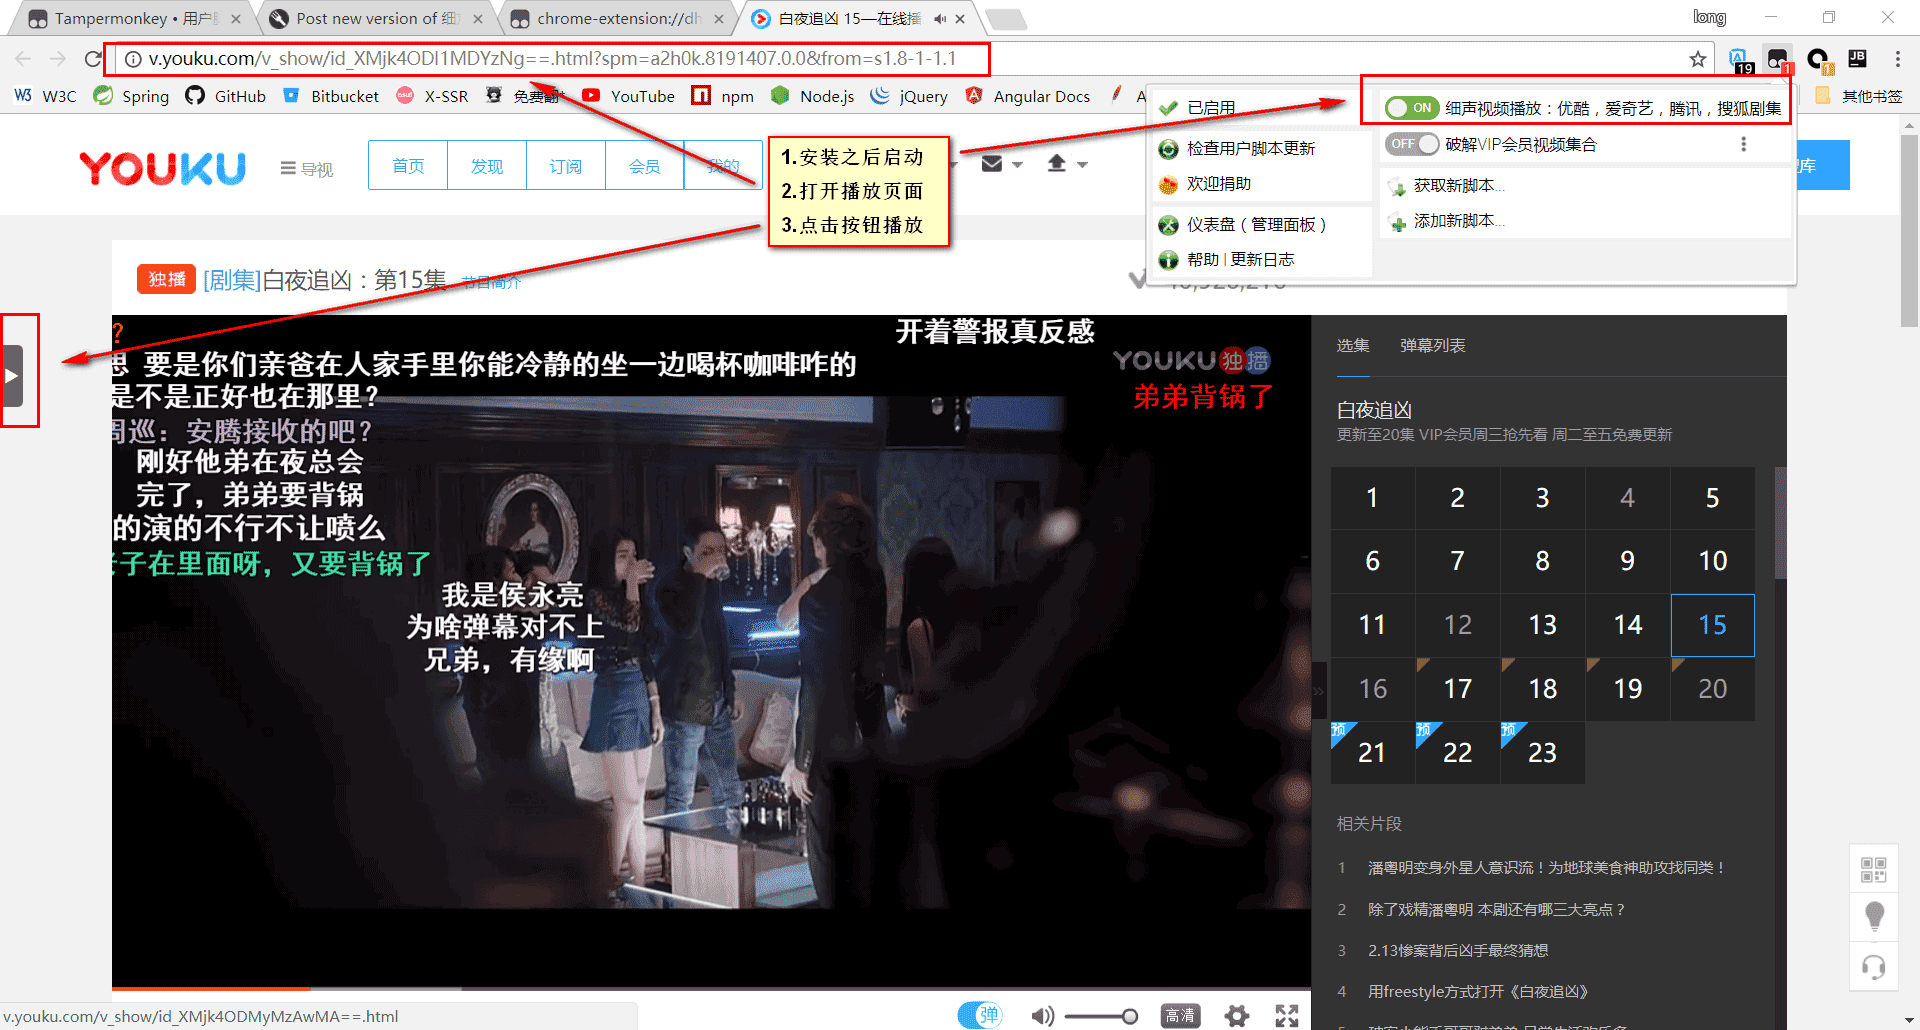 Tampermonkey • 用户
Post new version of 细
chrome-extension://dh
白夜追凶 15—在线播
long
v.youku.com/v_show/id_XMjk4ODI1MDYzNg==.html?spm=a2h0k.8191407.0.0&from=s1.8-1-1.1
19
1
1
W3C
Spring
GitHub
Bitbucket
X-SSR
免费翻
YouTube
npm
Node.js
jQuery
Angular Docs
其他书签
已启用
检查用户脚本更新
欢迎捐助
仪表盘（管理面板）
帮助 | 更新日志
ON 细声视频播放：优酷，爱奇艺，腾讯，搜狐剧集
OFF 破解VIP会员视频集合
获取新脚本...
添加新脚本...
YOUKU
导视
首页
发现
订阅
会员
我的
库
1.安装之后启动
2.打开播放页面
3.点击按钮播放
独播 [剧集]白夜追凶：第15集 节目简介
?
开着警报真反感
要是你们亲爸在人家手里你能冷静的坐一边喝杯咖啡咋的
YOUKU独播
是不是正好也在那里?
弟弟背锅了
周巡：安腾接收的吧?
刚好他弟在夜总会
完了，弟弟要背锅
的演的不行不让喷么
子在里面呀，又要背锅了
我是侯永亮
为啥弹幕对不上
兄弟，有缘啊
选集
弹幕列表
白夜追凶
更新至20集 VIP会员周三抢先看 周二至五免费更新
1 2 3 4 5
6 7 8 9 10
11 12 13 14 15
16 17 18 19 20
预 预 预
21 22 23
相关片段
1 潘粤明变身外星人意识流！为地球美食神助攻找同类！
2 除了戏精潘粤明 本剧还有哪三大亮点？
3 2.13惨案背后凶手最终猜想
4 用freestyle方式打开《白夜追凶》
弹
高清
v.youku.com/v_show/id_XMjk4ODMyMzAwMA==.html